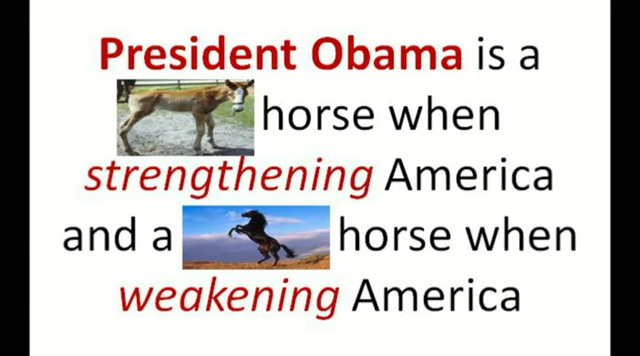 President Obama is a
horse when
strengthening America
and a horse when
weakening America